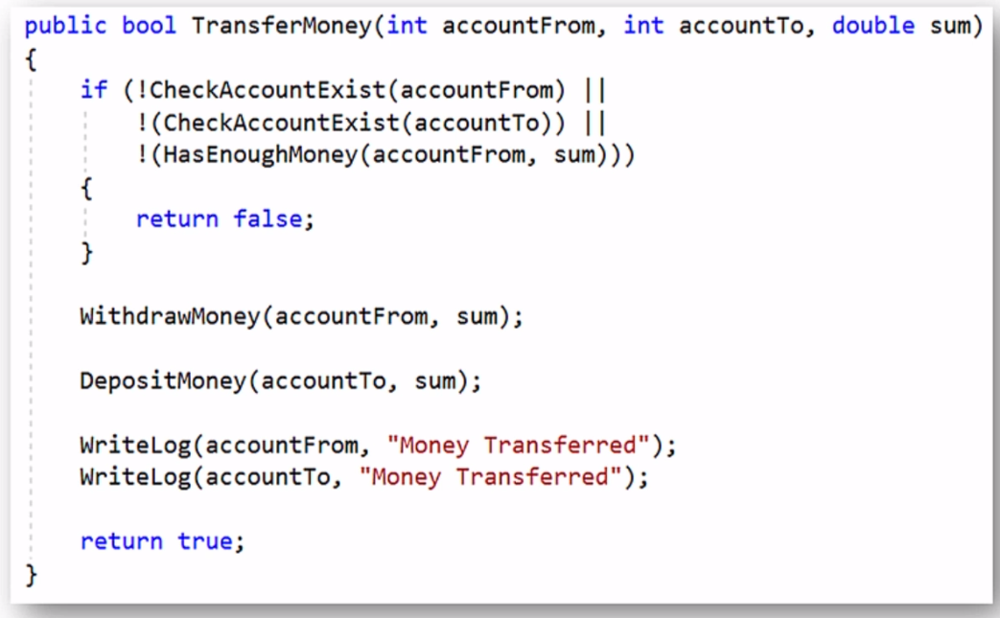 public bool TransferMoney(int accountFrom, int accountTo, double sum)
{
if (!CheckAccountExist(accountFrom) ||
!(CheckAccountExist(accountTo)) ||
!(HasEnoughMoney(accountFrom, sum)))
{
return false;
}
WithdrawMoney(accountFrom, sum);
DepositMoney(accountTo, sum);
WriteLog(accountFrom, "Money Transferred");
WriteLog(accountTo, "Money Transferred");
return true;
}